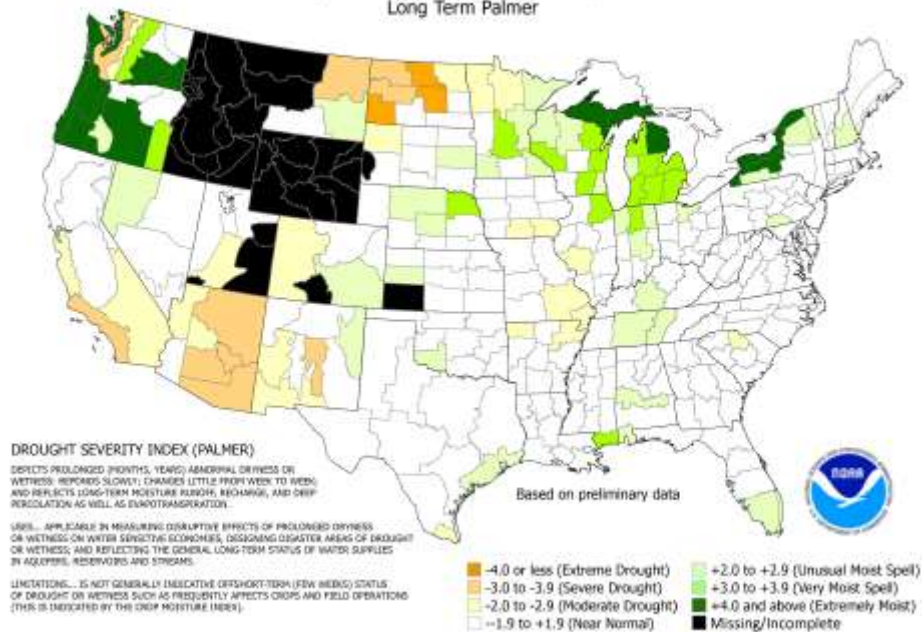 Long Term Palmer
DROUGHT SEVERITY INDEX (PALMER)
DEPICTS PROLONGED (MONTHS, YEARS) ABNORMAL DRYNESS OR
WETNESS; REPONDS SLOWLY; CHANGES LITTLE FROM WEEK TO WEEK;
AND REFLECTS LONG-TERM MOISTURE RUNOFF, RECHARGE, AND DEEP
PERCOLATION AS WELL AS EVAPOTRANSPIRATION.
USES... APPLICABLE IN MEASURING DISRUPTIVE EFFECTS OF PROLONGED DRYNESS
OR WETNESS ON WATER SENSITIVE ECONOMIES, DESIGNING DISASTER AREAS OF DROUGHT
OR WETNESS; AND REFLECTING THE GENERAL LONG-TERM STATUS OF WATER SUPPLIES
IN AQUIFERS, RESERVOIRS AND STREAMS.
LIMITATIONS... IS NOT GENERALLY INDICATIVE OFFSHORT-TERM (FEW WEEKS) STATUS
OF DROUGHT OR WETNESS SUCH AS FREQUENTLY AFFECTS CROPS AND FIELD OPERATIONS
(THIS IS INDICATED BY THE CROP MOISTURE INDEX).
Based on preliminary data
NOAA
-4.0 or less (Extreme Drought)
-3.0 to -3.9 (Severe Drought)
-2.0 to -2.9 (Moderate Drought)
--1.9 to +1.9 (Near Normal)
+2.0 to +2.9 (Unusual Moist Spell)
+3.0 to +3.9 (Very Moist Spell)
+4.0 and above (Extremely Moist)
Missing/Incomplete